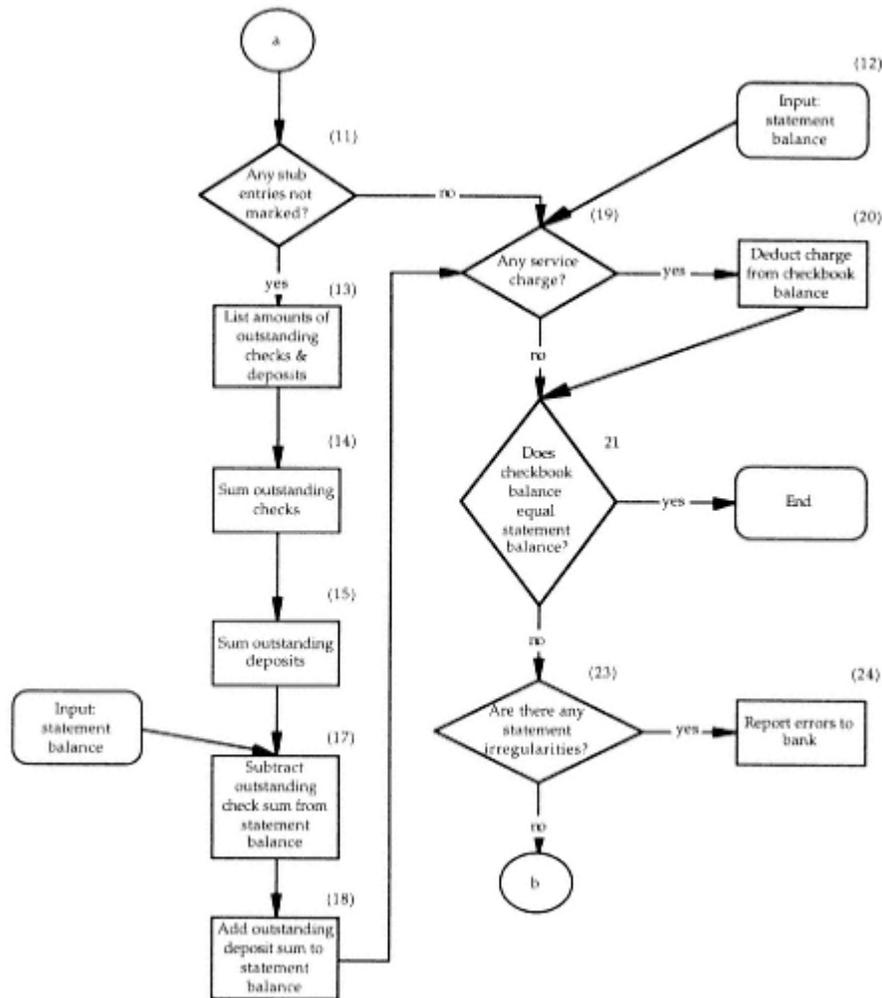 a
(11)
Any stub
entries not
marked?
no
yes
(12)
Input:
statement
balance
(13)
List amounts of
outstanding
checks &
deposits
(14)
Sum outstanding
checks
(15)
Sum outstanding
deposits
Input:
statement
balance
(17)
Subtract
outstanding
check sum from
statement
balance
(18)
Add outstanding
deposit sum to
statement
balance
(19)
Any service
charge?
yes
no
(20)
Deduct charge
from checkbook
balance
21
Does
checkbook
balance
equal
statement
balance?
yes
End
no
(23)
Are there any
statement
irregularities?
yes
(24)
Report errors to
bank
no
b